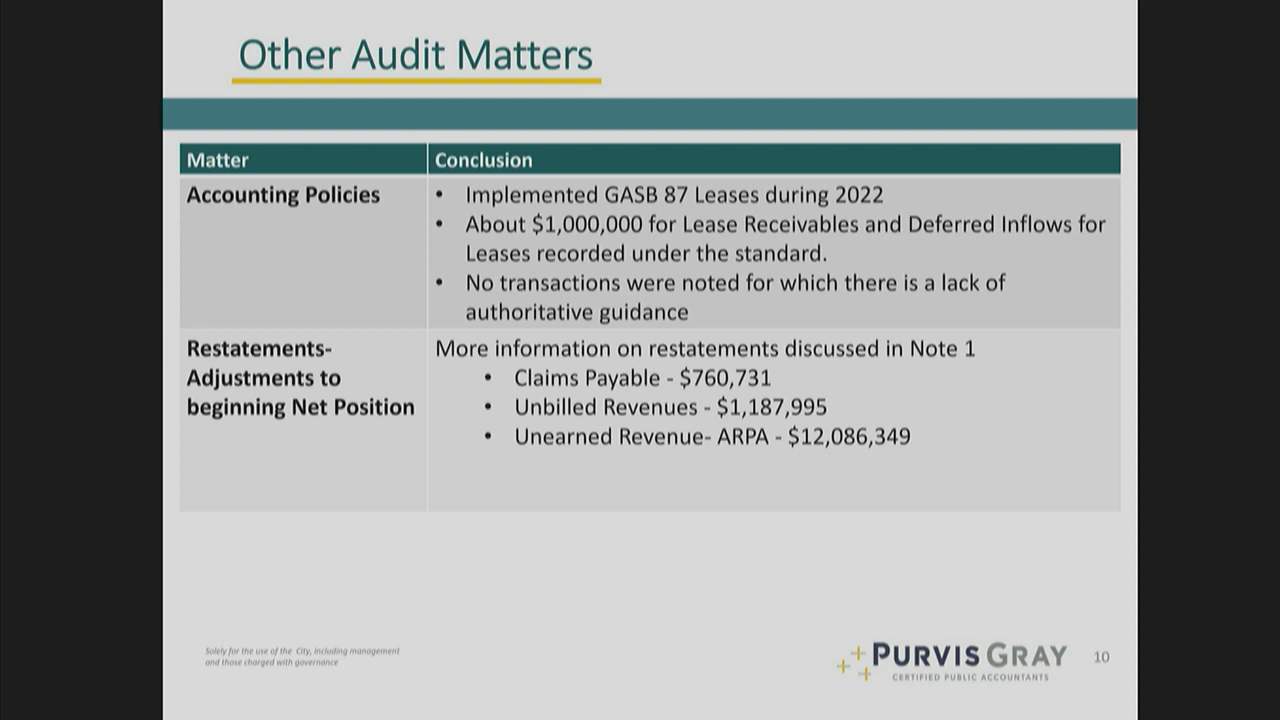 Other Audit Matters
Matter
Conclusion
Accounting Policies
• Implemented GASB 87 Leases during 2022
• About $1,000,000 for Lease Receivables and Deferred Inflows for
Leases recorded under the standard.
• No transactions were noted for which there is a lack of
authoritative guidance
Restatements-
Adjustments to
beginning Net Position
More information on restatements discussed in Note 1
• Claims Payable - $760,731
• Unbilled Revenues - $1,187,995
• Unearned Revenue- ARPA - $12,086,349
Solely for the use of the City, including management
and those charged with governance
PURVIS GRAY
CERTIFIED PUBLIC ACCOUNTANTS
10